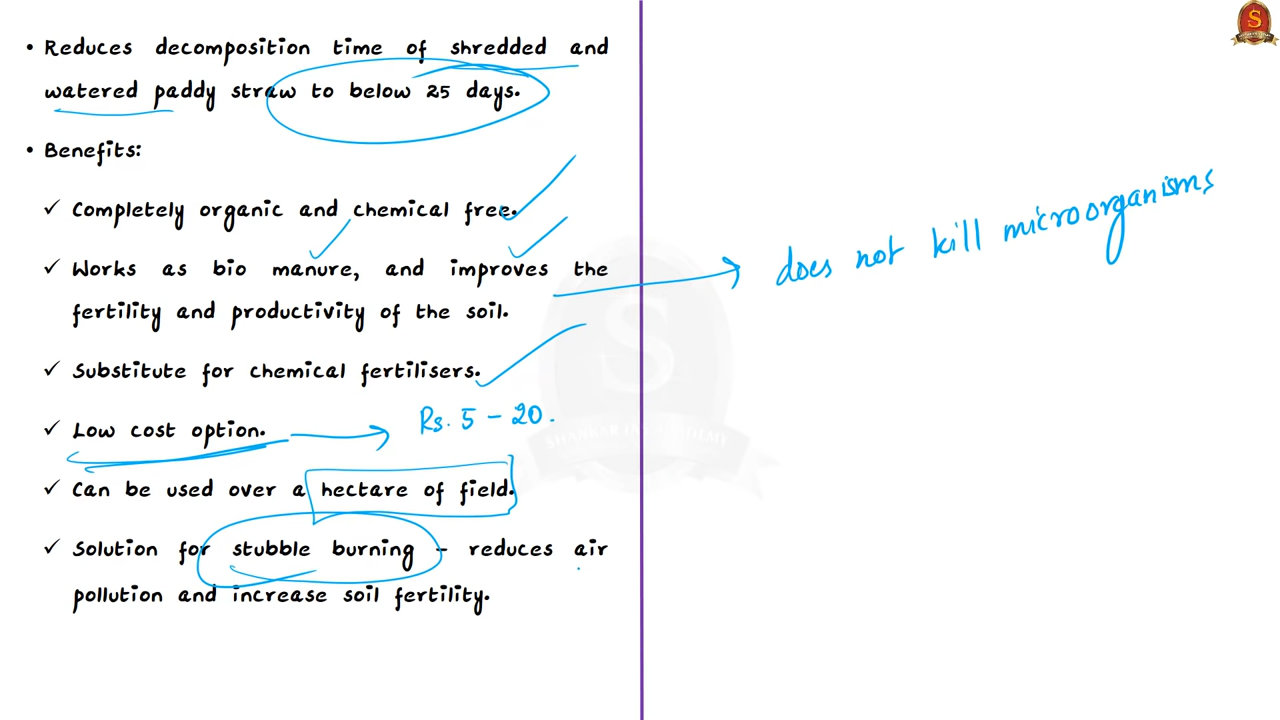 • Reduces decomposition time of shredded and
watered paddy straw to below 25 days.
• Benefits:
✓ Completely organic and chemical free.
✓ Works as bio manure, and improves the
fertility and productivity of the soil.
does not kill microorganisms
✓ Substitute for chemical fertilisers.
✓ Low cost option.
Rs. 5 - 20.
✓ Can be used over a hectare of field.
✓ Solution for stubble burning - reduces air
pollution and increase soil fertility.
S
SHANKAR IAS ACADEMY
S